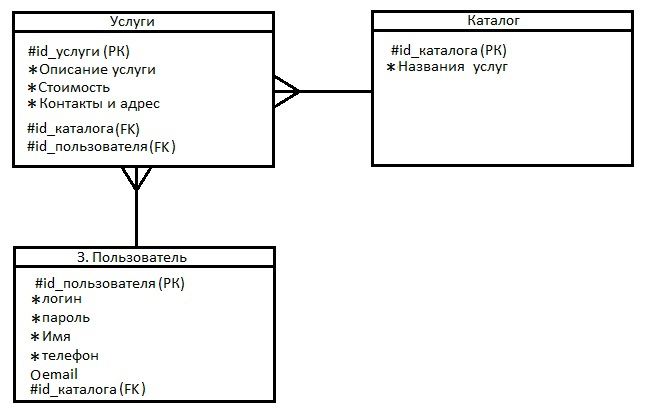 Услуги
#id_услуги (PK)
*Описание услуги
*Стоимость
*Контакты и адрес
#id_каталога(FK)
#id_пользователя(FK)
Каталог
#id_каталога (PK)
*Названия услуг
3. Пользователь
#id_пользователя(PK)
*логин
*пароль
*Имя
*телефон
Oemail
#id_каталога(FK)